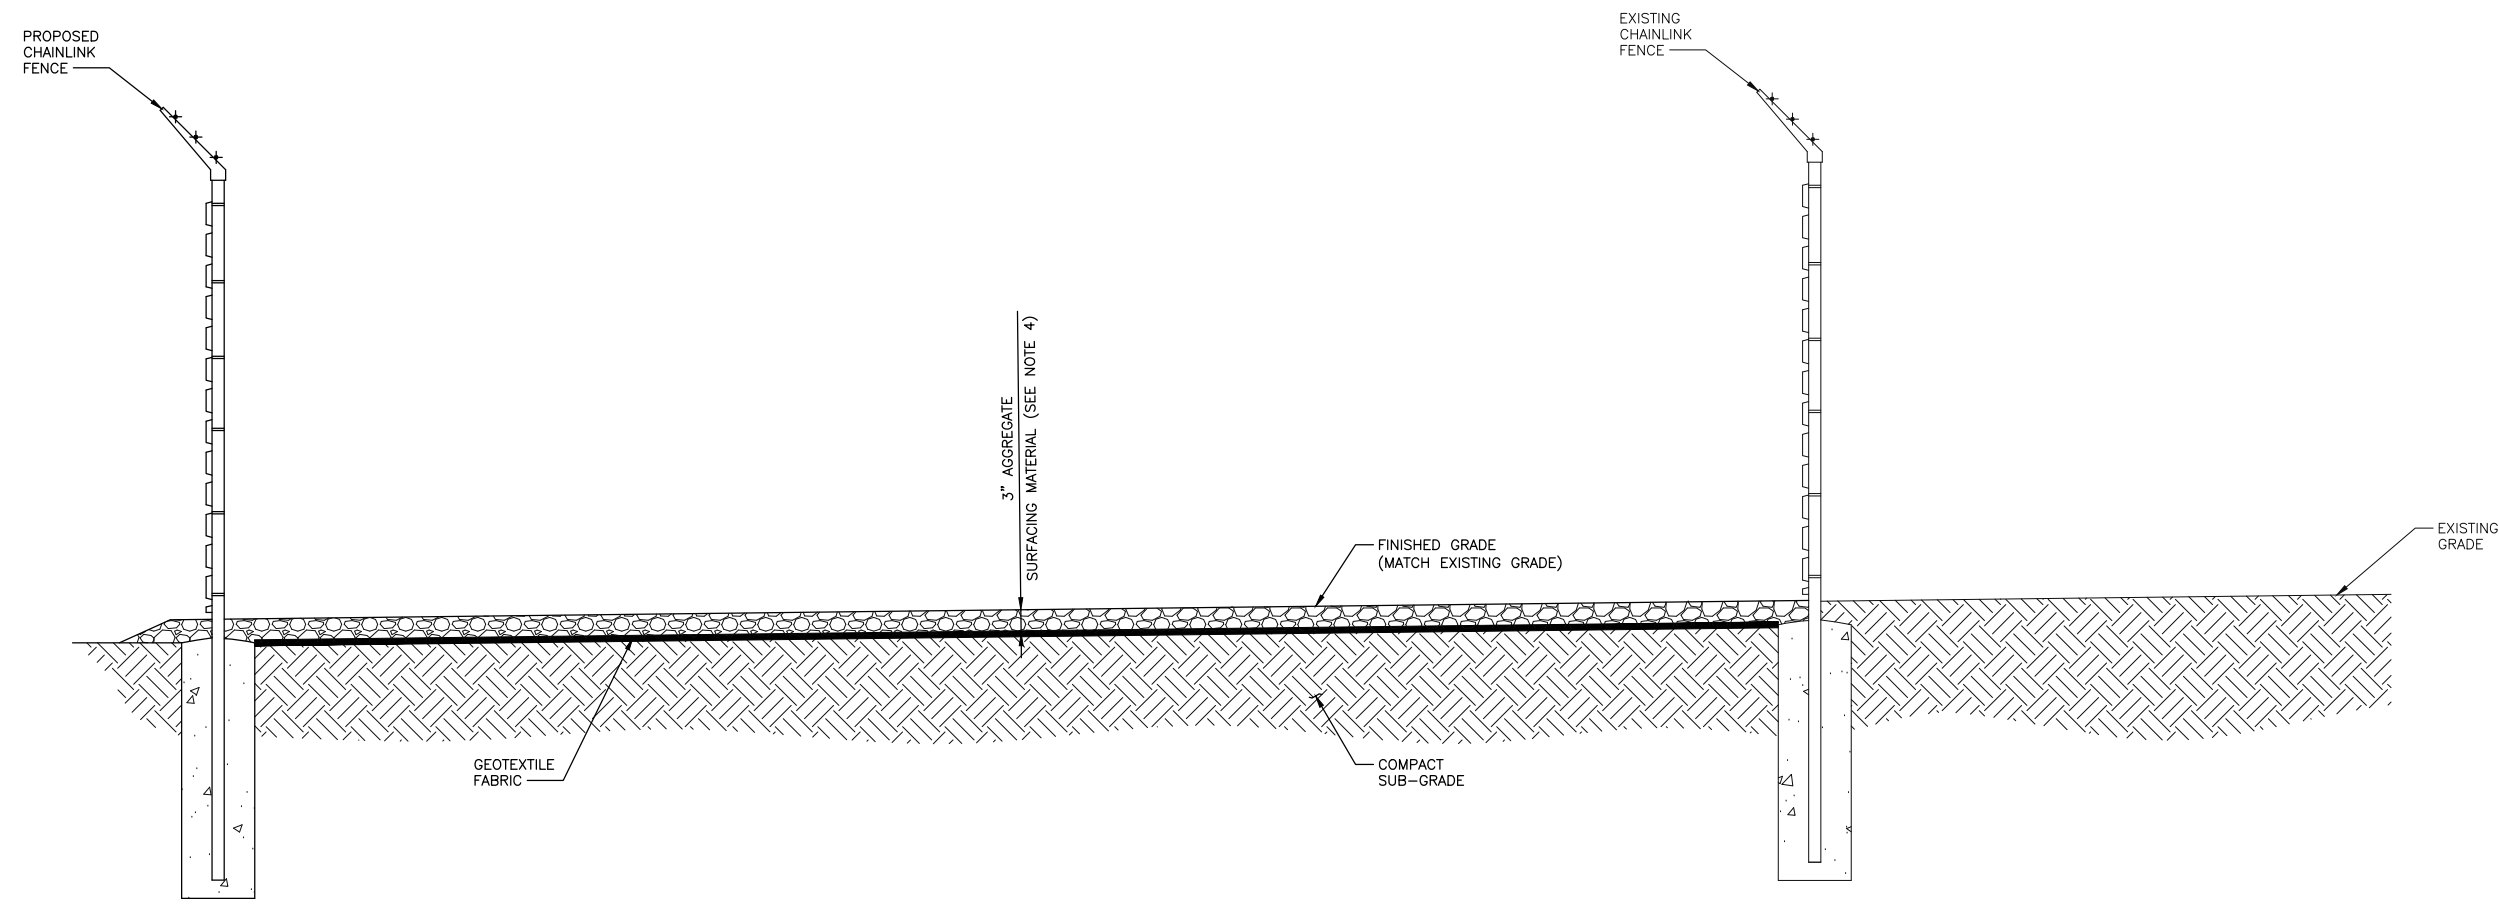 PROPOSED
CHAINLINK
FENCE
EXISTING
CHAINLINK
FENCE
3" AGGREGATE
SURFACING MATERIAL (SEE NOTE 4)
FINISHED GRADE
(MATCH EXISTING GRADE)
EXISTING
GRADE
GEOTEXTILE
FABRIC
COMPACT
SUB-GRADE